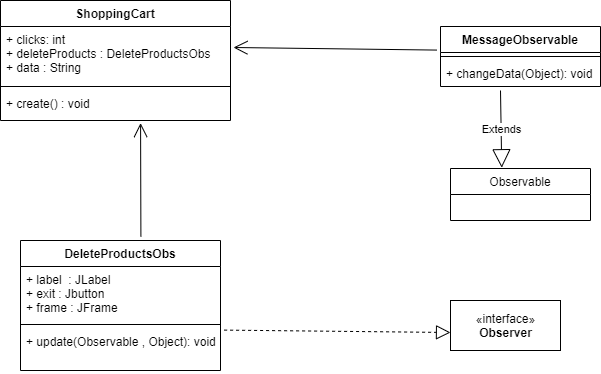 ShoppingCart
+ clicks: int
+ deleteProducts : DeleteProductsObs
+ data : String
+ create() : void
MessageObservable
+ changeData(Object): void
Extends
Observable
DeleteProductsObs
+ label  : JLabel
+ exit : Jbutton
+ frame : JFrame
+ update(Observable , Object): void
«interface»
Observer